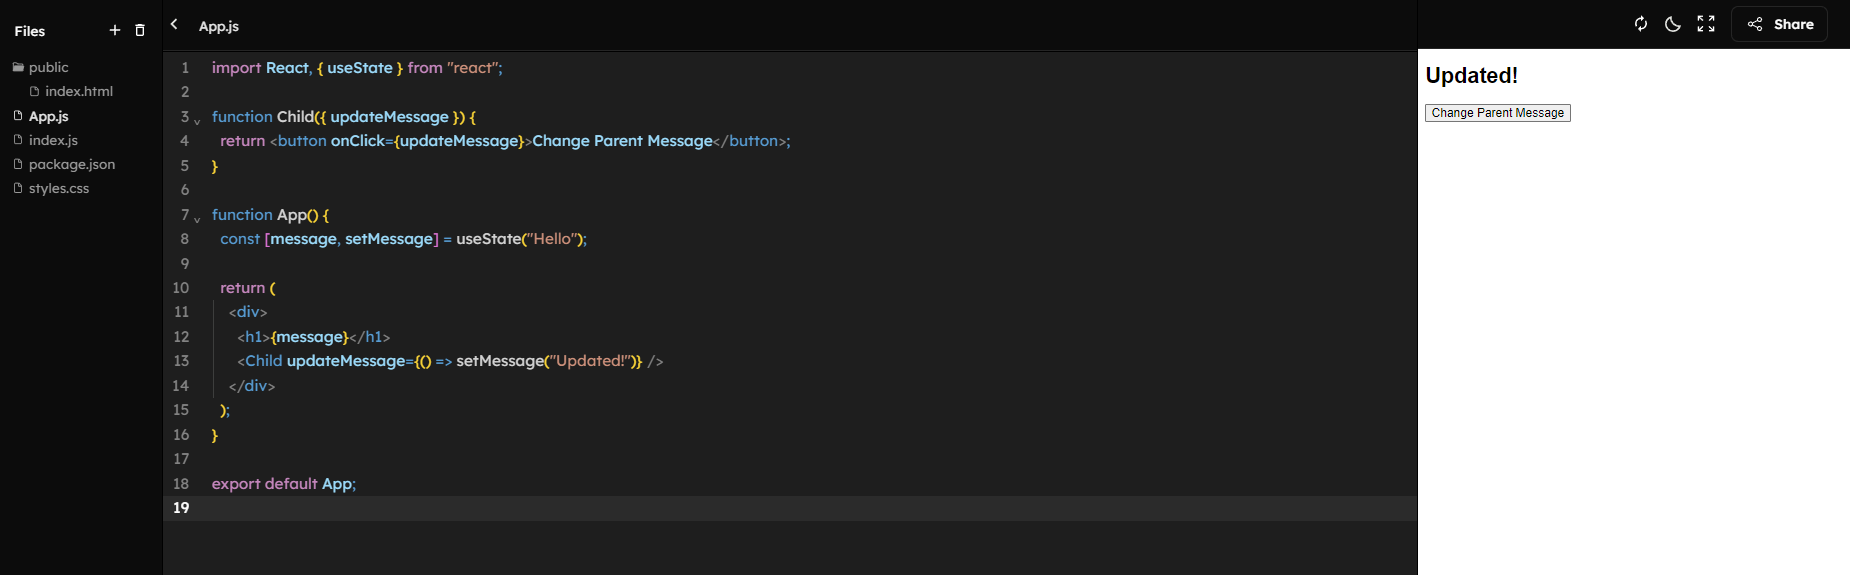 Files
public
index.html
App.js
index.js
package.json
styles.css
App.js
1 import React, { useState } from "react";
2
3 function Child({ updateMessage }) {
4 return <button onClick={updateMessage}>Change Parent Message</button>;
5 }
6
7 function App() {
8 const [message, setMessage] = useState("Hello");
9
10 return (
11 <div>
12 <h1>{message}</h1>
13 <Child updateMessage={() => setMessage("Updated!")} />
14 </div>
15 );
16 }
17
18 export default App;
19
Share
Updated!
Change Parent Message